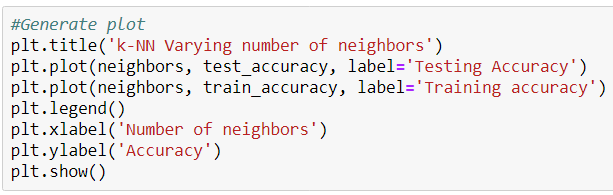 #Generate plot
plt.title('k-NN Varying number of neighbors')
plt.plot(neighbors, test_accuracy, label='Testing Accuracy')
plt.plot(neighbors, train_accuracy, label='Training accuracy')
plt.legend()
plt.xlabel('Number of neighbors')
plt.ylabel('Accuracy')
plt.show()